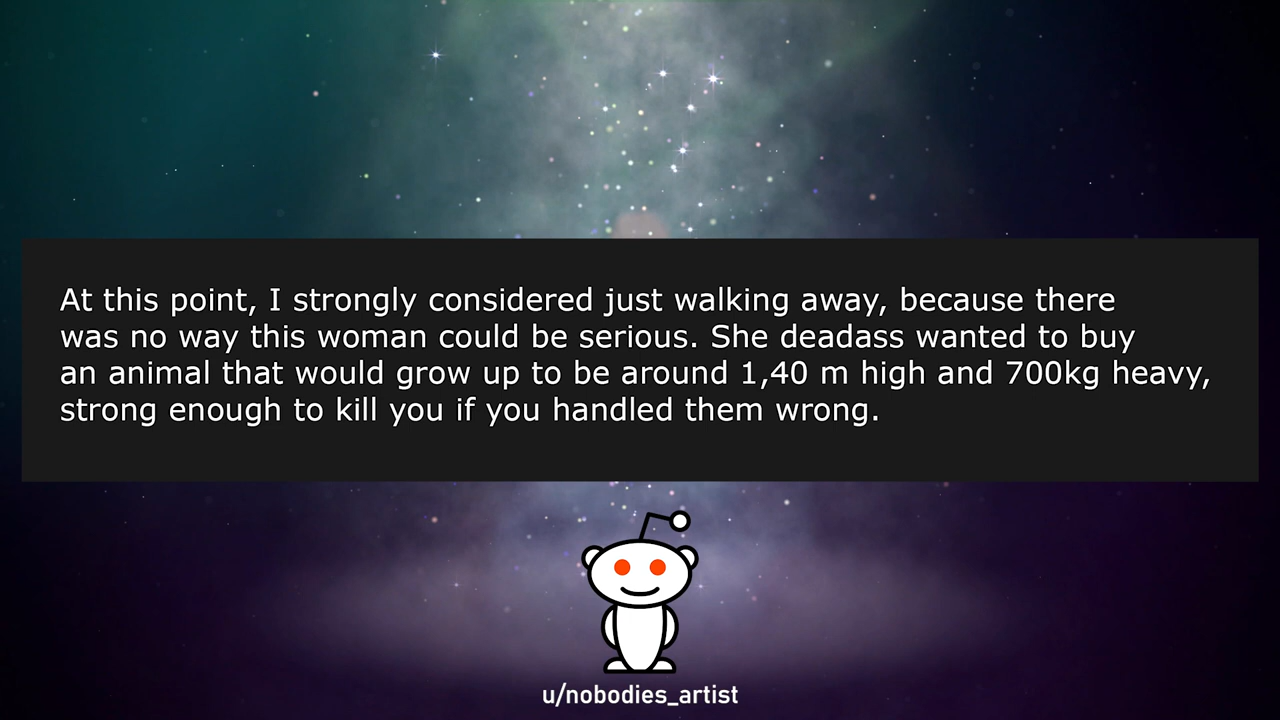 At this point, I strongly considered just walking away, because there
was no way this woman could be serious. She deadass wanted to buy
an animal that would grow up to be around 1,40 m high and 700kg heavy,
strong enough to kill you if you handled them wrong.
u/nobodies_artist